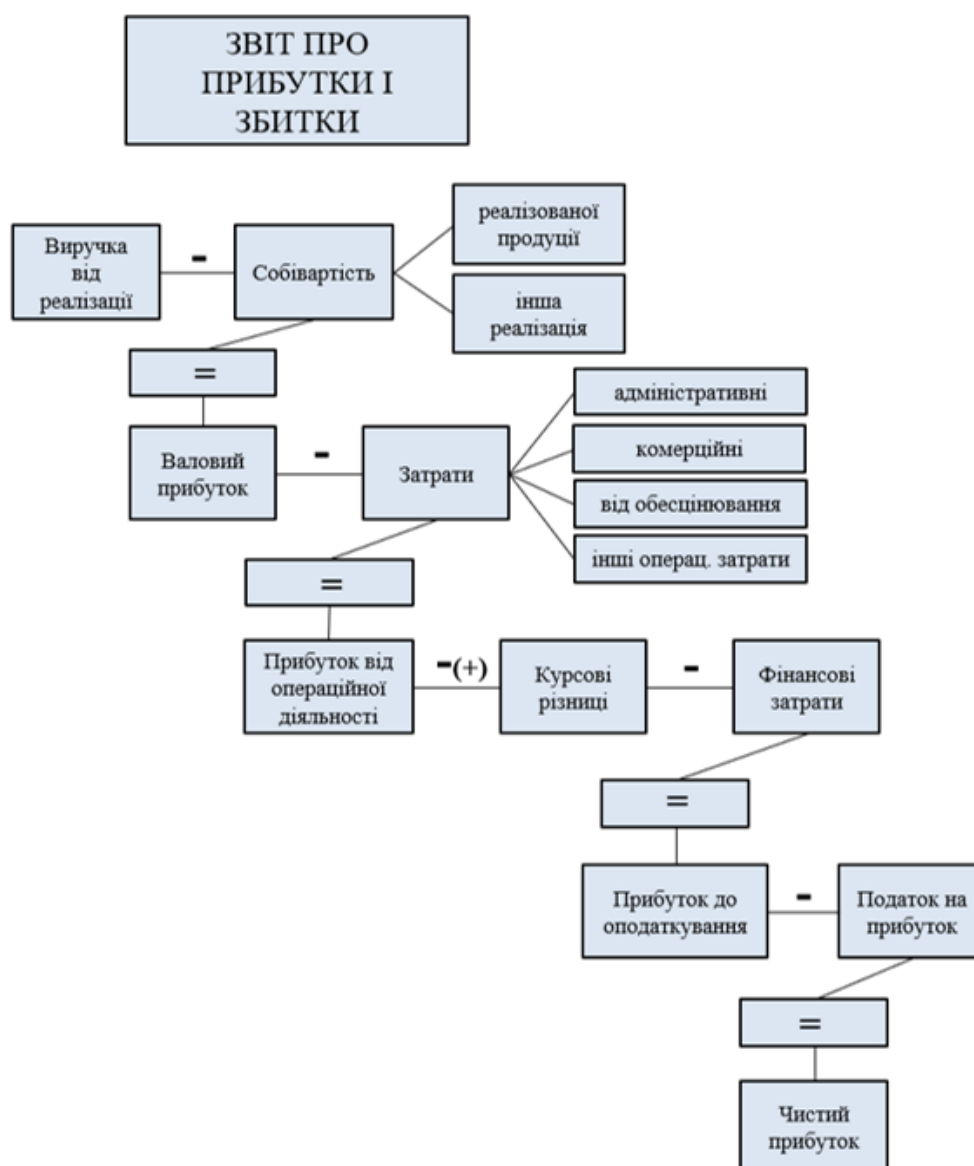 ЗВІТ ПРО
ПРИБУТКИ І
ЗБИТКИ
Виручка
від
реалізації
-
Собівартість
реалізованої
продуції
інша
реалізація
=
Валовий
прибуток
-
Затрати
адміністративні
комерційні
від обесцінювання
інші операц. затрати
=
Прибуток від
операційної
діяльності
-(+)
Курсові
різниці
-
Фінансові
затрати
=
Прибуток до
оподаткування
-
Податок на
прибуток
=
Чистий
прибуток